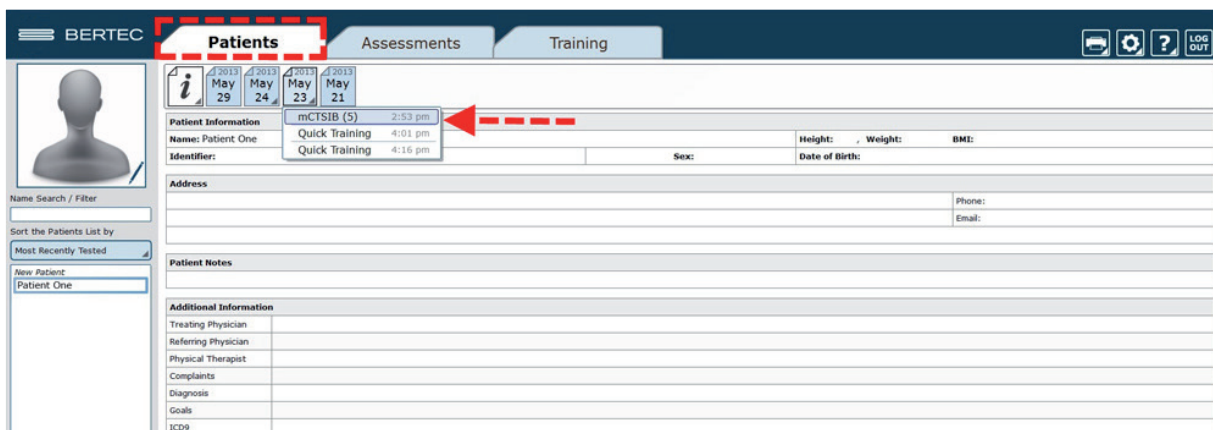 BERTEC
Patients
Assessments
Training
LOG
OUT
i
2013 2013 2013 2013
May May May May
29 24 23 21
mCTSIB (5) 2:53 pm
Quick Training 4:01 pm
Quick Training 4:16 pm
Patient Information
Name: Patient One
Height: , Weight: BMI:
Identifier: Sex: Date of Birth:
Address
Phone:
Email:
Patient Notes
Additional Information
Treating Physician
Referring Physician
Physical Therapist
Complaints
Diagnosis
Goals
ICD9
Name Search / Filter
Sort the Patients List by
Most Recently Tested
New Patient
Patient One
?